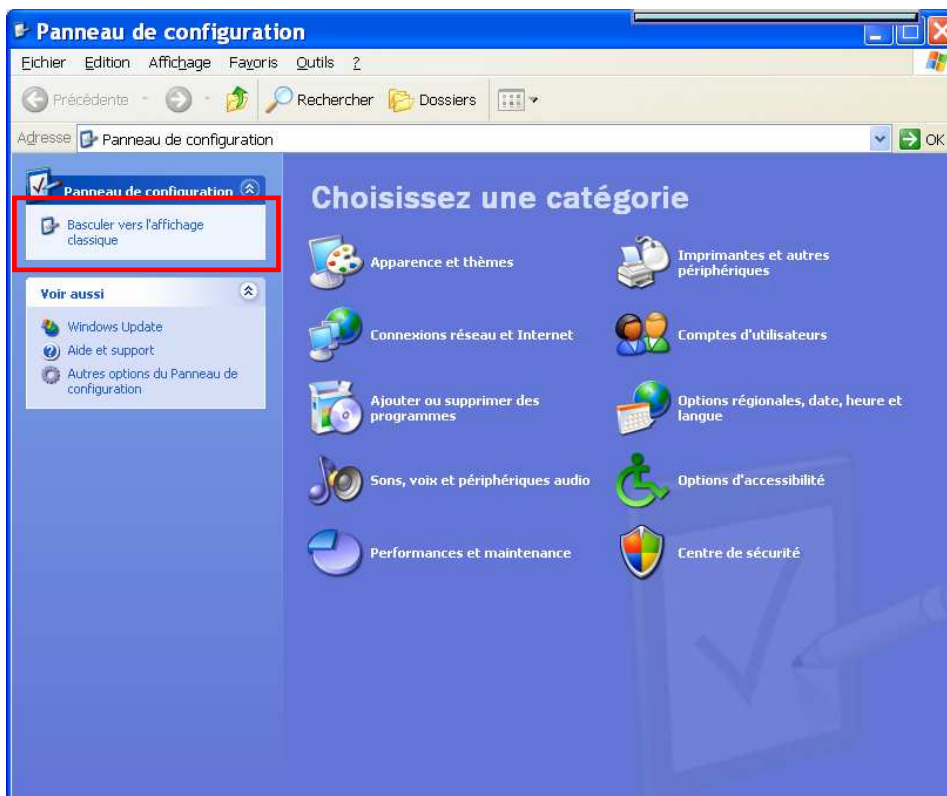 Panneau de configuration
Fichier Edition Affichage Favoris Outils ?
Précédente Rechercher Dossiers
Adresse Panneau de configuration OK
Panneau de configuration
Basculer vers l'affichage
classique
Voir aussi
Windows Update
Aide et support
Autres options du Panneau de
configuration
Choisissez une catégorie
Apparence et thèmes
Imprimantes et autres
périphériques
Connexions réseau et Internet
Comptes d'utilisateurs
Ajouter ou supprimer des
programmes
Options régionales, date, heure et
langue
Sons, voix et périphériques audio
Options d'accessibilité
Performances et maintenance
Centre de sécurité